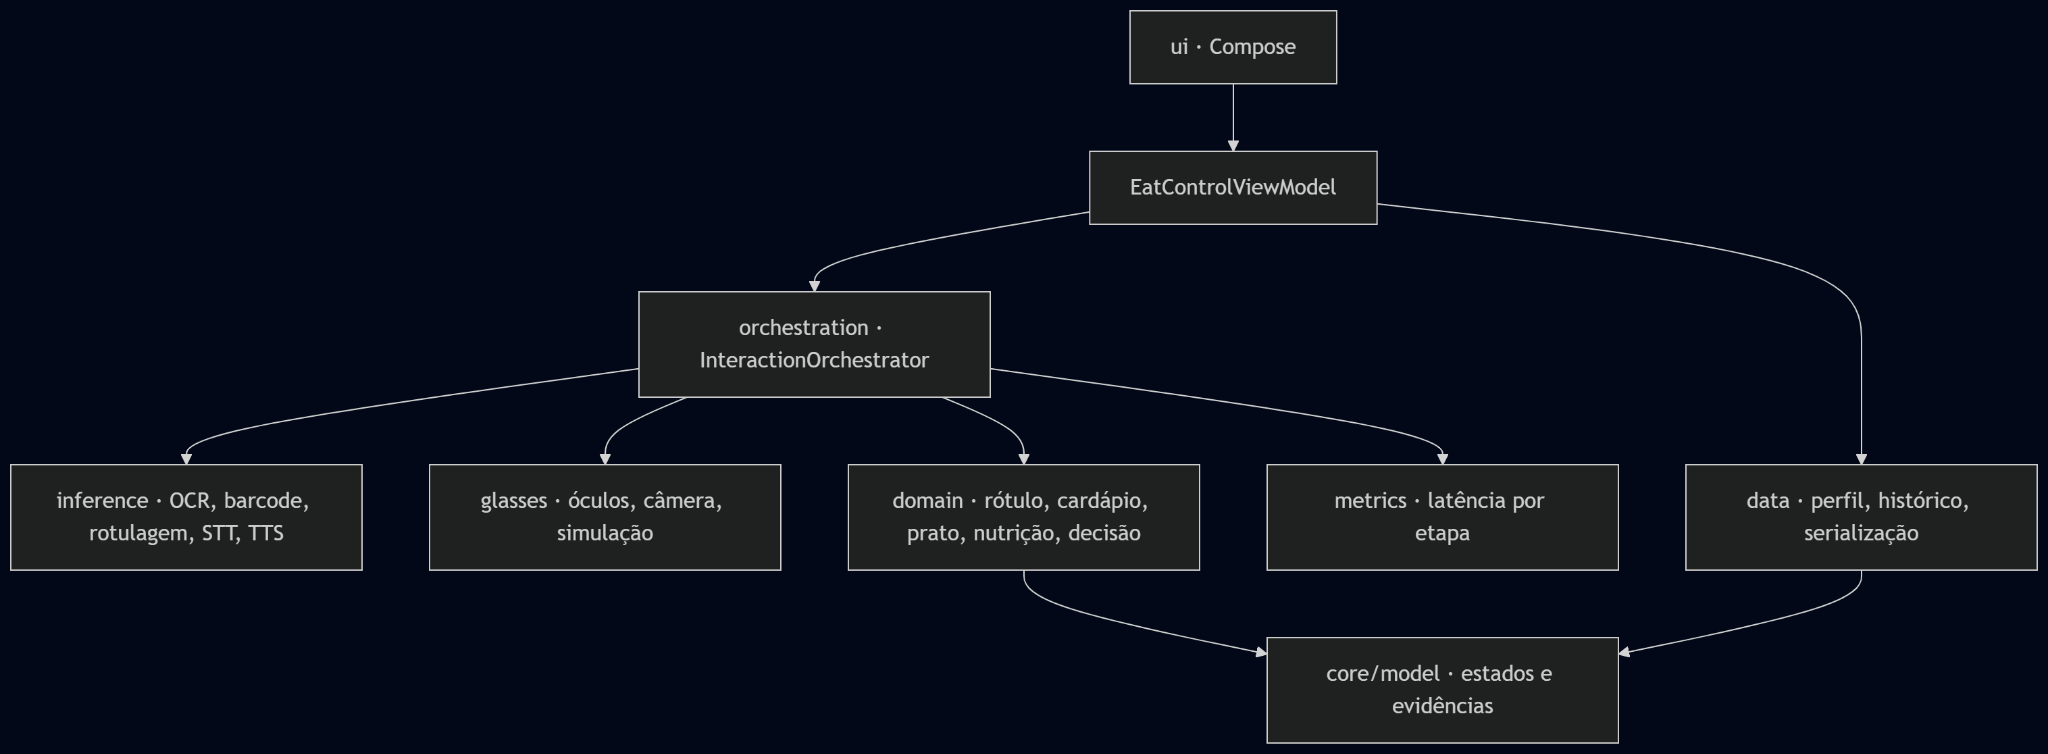 ui · Compose
EatControlViewModel
orchestration ·
InteractionOrchestrator
inference · OCR, barcode,
rotulagem, STT, TTS
glasses · óculos, câmera,
simulação
domain · rótulo, cardápio,
prato, nutrição, decisão
metrics · latência por
etapa
data · perfil, histórico,
serialização
core/model · estados e
evidências